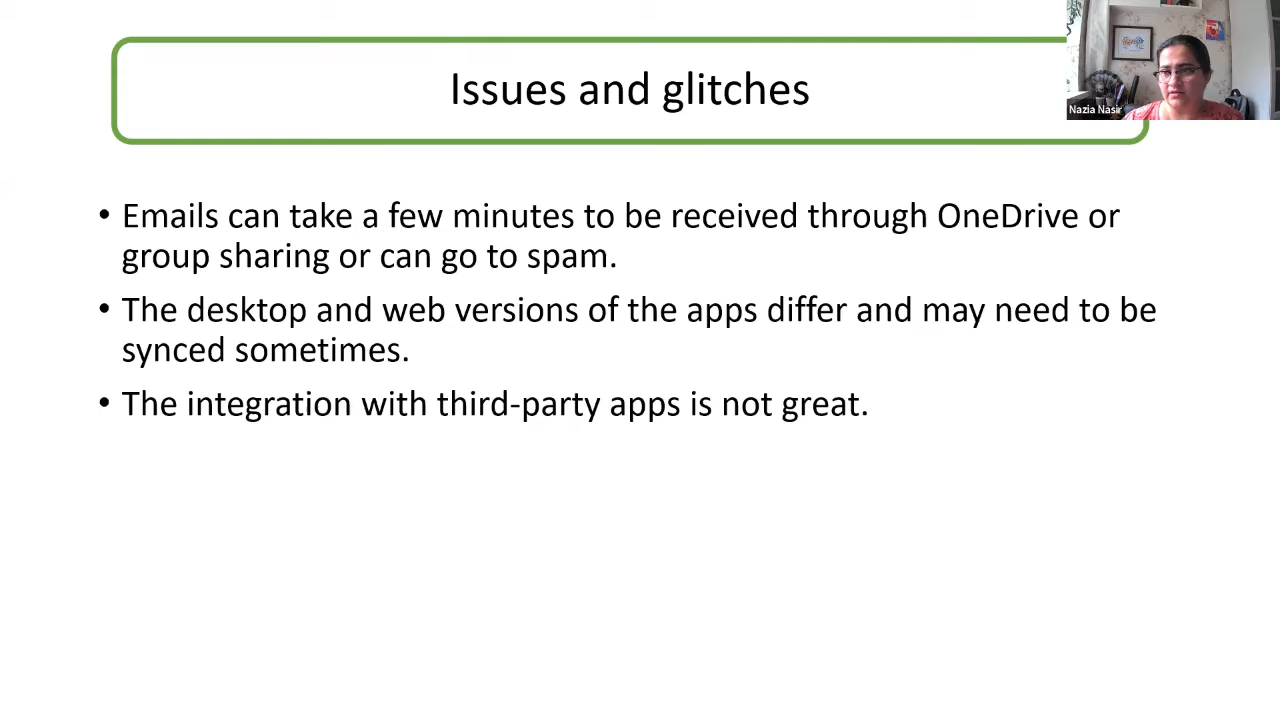 Issues and glitches
Nazia Nasir
• Emails can take a few minutes to be received through OneDrive or
group sharing or can go to spam.
• The desktop and web versions of the apps differ and may need to be
synced sometimes.
• The integration with third-party apps is not great.